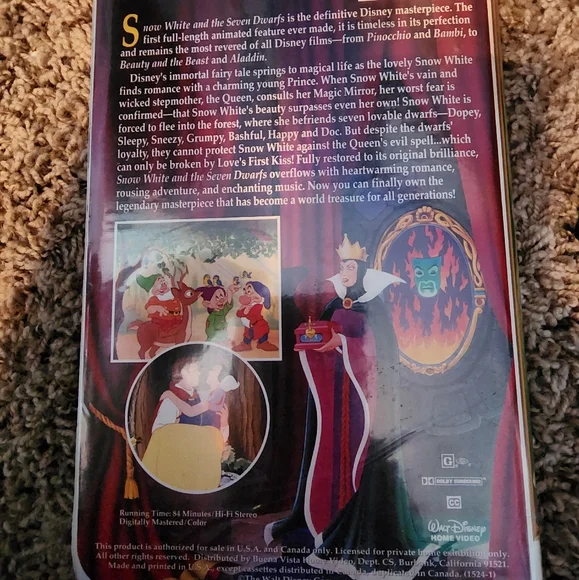 Snow White and the Seven Dwarfs is the definitive Disney masterpiece. The
first full-length animated feature ever made, it is timeless in its perfection
and remains the most revered of all Disney films—from Pinocchio and Bambi, to
Beauty and the Beast and Aladdin.
Disney's immortal fairy tale springs to magical life as the lovely Snow White
finds romance with a charming young Prince. When Snow White's vain and
wicked stepmother, the Queen, consults her Magic Mirror, her worst fear is
confirmed—that Snow White's beauty surpasses even her own! Snow White is
forced to flee into the forest, where she befriends seven lovable dwarfs—Dopey,
Sleepy, Sneezy, Grumpy, Bashful, Happy and Doc. But despite the dwarfs'
loyalty, they cannot protect Snow White against the Queen's evil spell...which
can only be broken by Love's First Kiss! Fully restored to its original brilliance,
Snow White and the Seven Dwarfs overflows with heartwarming romance,
rousing adventure, and enchanting music. Now you can finally own the
legendary masterpiece that has become a world treasure for all generations!
G
DOLBY SURROUND
CC
Running Time: 84 Minutes/Hi-Fi Stereo
Digitally Mastered/Color
WALT DISNEY
HOME VIDEO
This product is authorized for sale in U.S.A. and Canada only. Licensed for private home exhibition only.
All other rights reserved. Distributed by Buena Vista Home Video, Dept. CS, Burbank, California 91521.
Made and printed in U.S.A., except cassettes distributed in Canada, duplicated in Canada. (1524-1)
©The Walt Disney